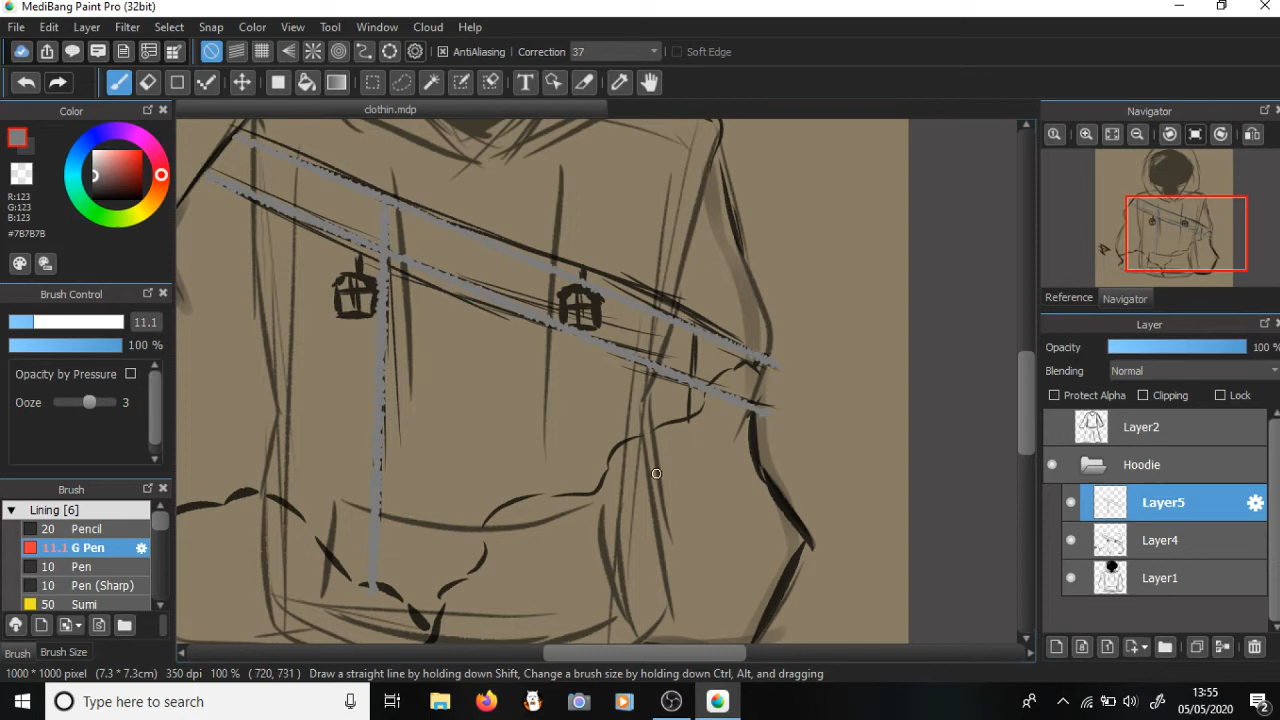 MediBang Paint Pro (32bit)
File Edit Layer Filter Select Snap Color View Tool Window Cloud Help
AntiAliasing Correction 37 Soft Edge
clothin.mdp
Color
R:123
G:123
B:123
#7B7B7B
Brush Control
11.1
100 %
Opacity by Pressure
Ooze 3
Brush
Lining [6]
20 Pencil
11.1 G Pen
10 Pen
10 Pen (Sharp)
50 Sumi
Brush Brush Size
Navigator
Reference Navigator
Layer
Opacity 100 %
Blending Normal
Protect Alpha Clipping Lock
Layer2
Hoodie
Layer5
Layer4
Layer1
1000 * 1000 pixel (7.3 * 7.3cm) 350 dpi 100 % ( 720, 731 ) Draw a straight line by holding down Shift, Change a brush size by holding down Ctrl, Alt, and dragging
Type here to search
13:55
05/05/2020
2